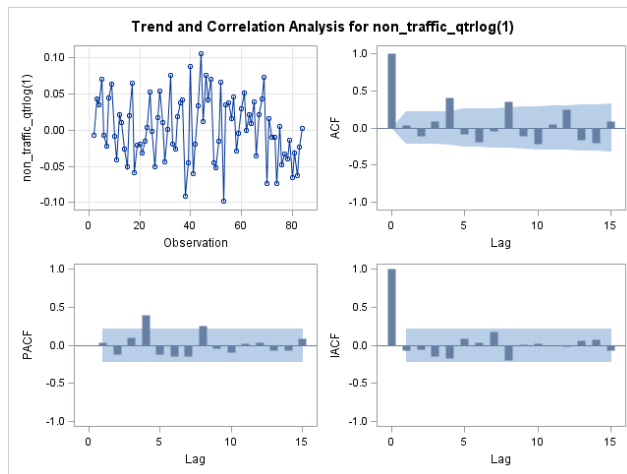 Trend and Correlation Analysis for non_traffic_qtrlog(1)
non_traffic_qtrlog(1)
0.10
0.05
0.00
-0.05
-0.10
0 20 40 60 80
Observation
ACF
1.0
0.5
0.0
-0.5
-1.0
0 5 10 15
Lag
PACF
1.0
0.5
0.0
-0.5
-1.0
0 5 10 15
Lag
IACF
1.0
0.5
0.0
-0.5
-1.0
0 5 10 15
Lag